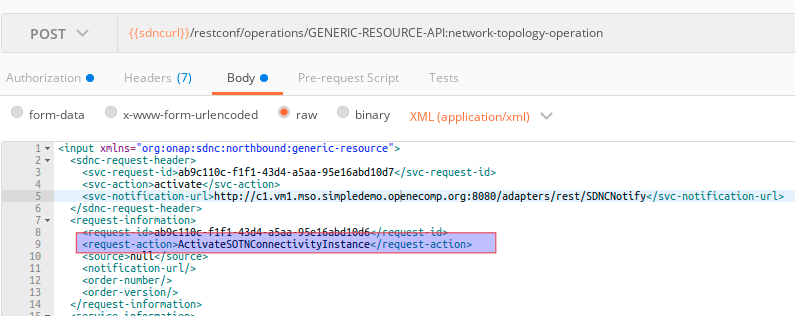 POST {{sdncurl}}/restconf/operations/GENERIC-RESOURCE-API:network-topology-operation
Authorization Headers (7) Body Pre-request Script Tests
form-data x-www-form-urlencoded raw binary XML (application/xml)
1 <input xmlns="org:onap:sdnc:northbound:generic-resource">
2 <sdnc-request-header>
3 <svc-request-id>ab9c110c-f1f1-43d4-a5aa-95e16abd10d7</svc-request-id>
4 <svc-action>activate</svc-action>
5 <svc-notification-url>http://c1.vm1.mso.simpledemo.openecomp.org:8080/adapters/rest/SDNCNotify</svc-notification-url>
6 </sdnc-request-header>
7 <request-information>
8 <request-id>ab9c110c-f1f1-43d4-a5aa-95e16abd10d6</request-id>
9 <request-action>ActivateSOTNConnectivityInstance</request-action>
10 <source>null</source>
11 <notification-url/>
12 <order-number/>
13 <order-version/>
14 </request-information>
15 <service-information>